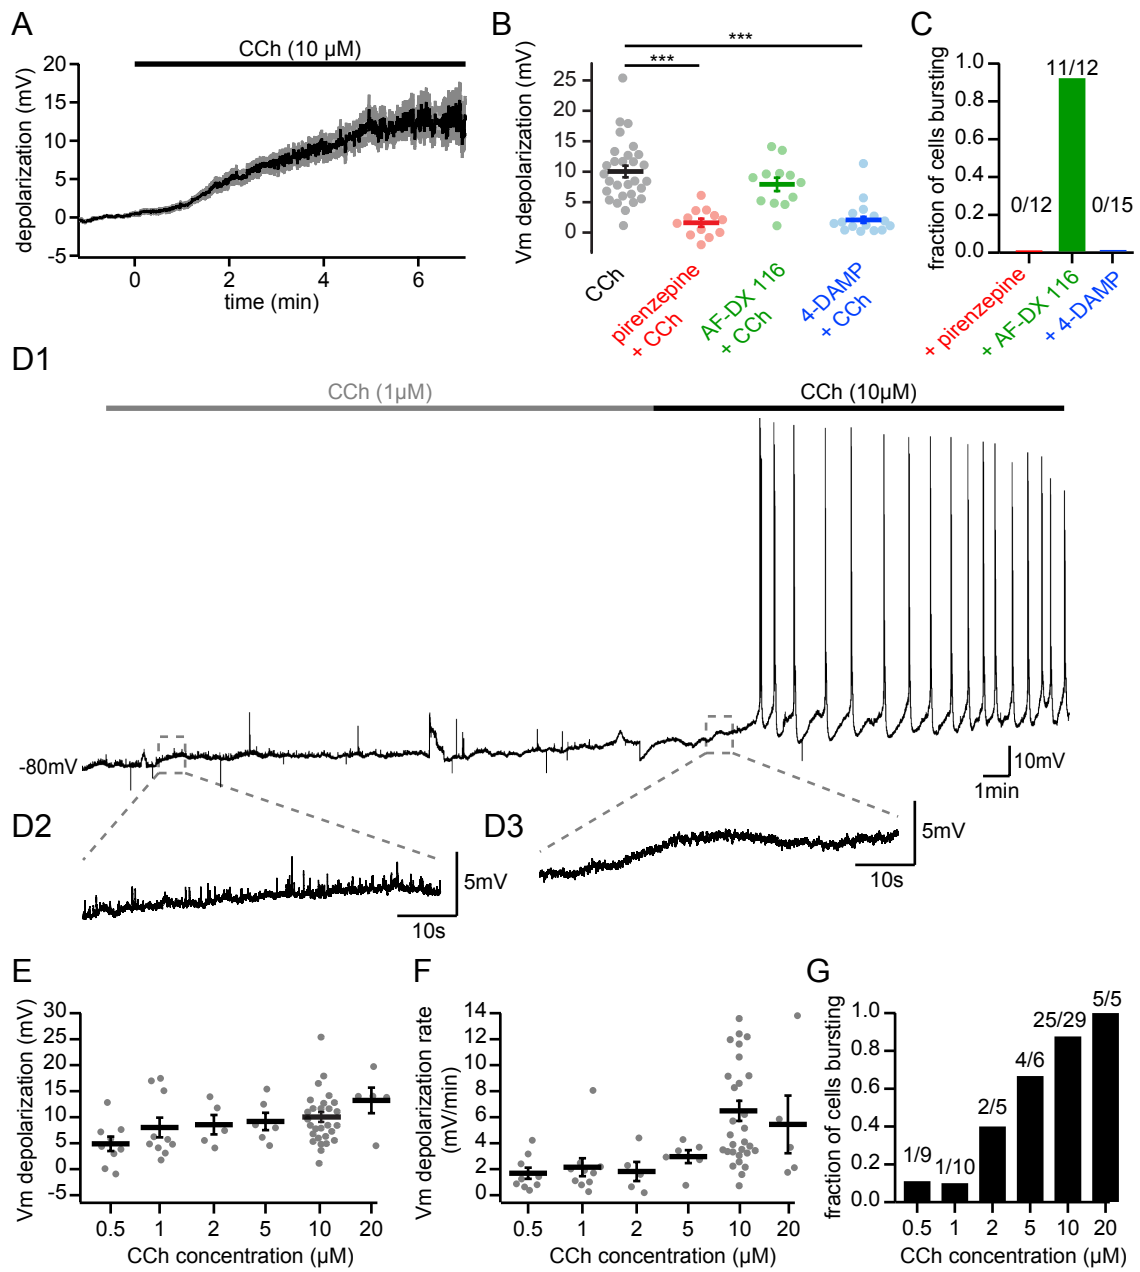 A
CCh (10 µM)
depolarization (mV)
20
15
10
5
0
-5
0
2
4
6
time (min)
B
***
***
Vm depolarization (mV)
25
20
15
10
5
0
CCh
pirenzepine
+ CCh
AF-DX 116
+ CCh
4-DAMP
+ CCh
C
fraction of cells bursting
1.0
0.8
0.6
0.4
0.2
0.0
0/12
11/12
0/15
+ pirenzepine
+ AF-DX 116
+ 4-DAMP
D1
CCh (1µM)
CCh (10µM)
-80mV
10mV
1min
D2
5mV
10s
D3
5mV
10s
E
Vm depolarization (mV)
30
25
20
15
10
5
0
-5
0.5
1
2
5
10
20
CCh concentration (µM)
F
Vm depolarization rate
(mV/min)
14
12
10
8
6
4
2
0
0.5
1
2
5
10
20
CCh concentration (µM)
G
fraction of cells bursting
1.0
0.8
0.6
0.4
0.2
0.0
1/9
1/10
2/5
4/6
25/29
5/5
0.5
1
2
5
10
20
CCh concentration (µM)